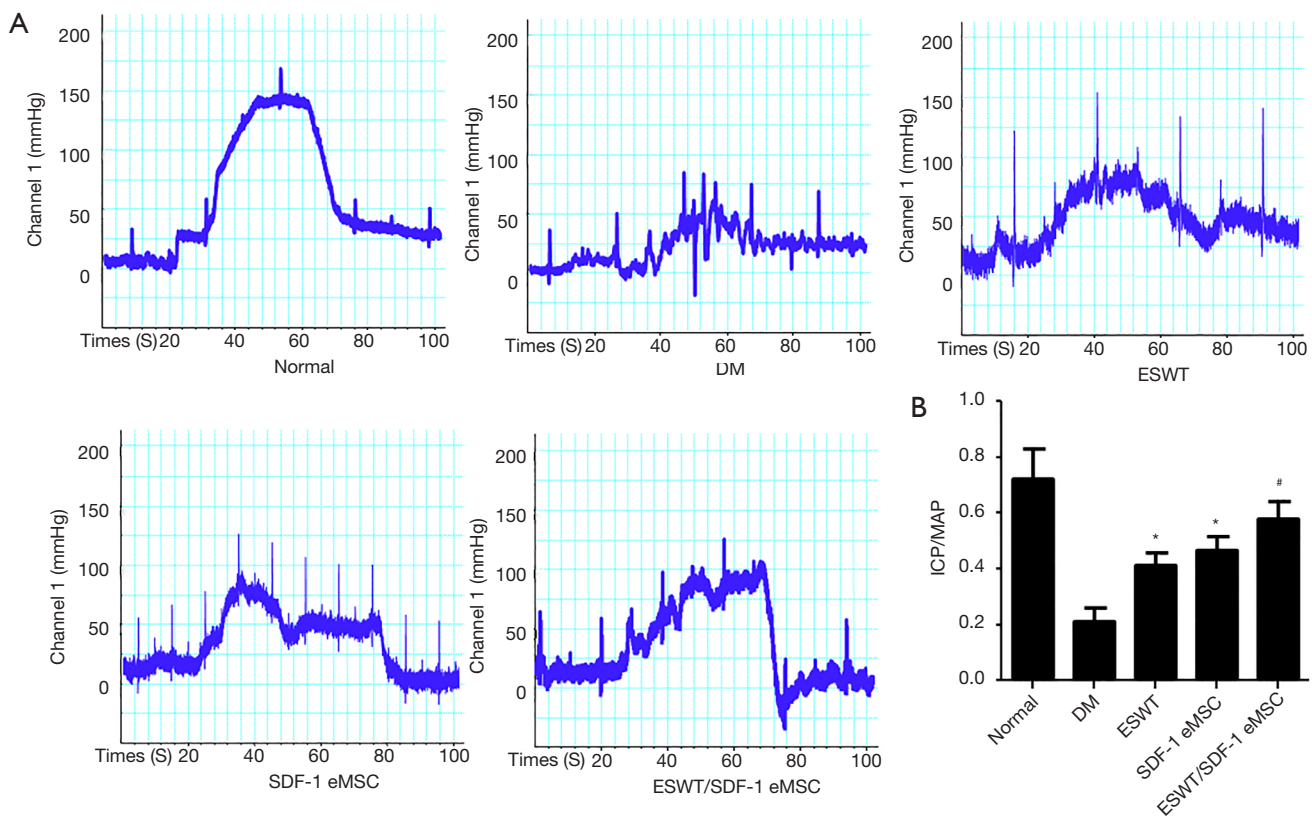 A
200
150
100
50
0
Channel 1 (mmHg)
Times (S) 20 40 60 80 100
Normal
200
150
100
50
0
Channel 1 (mmHg)
Times (S) 20 40 60 80 100
DM
200
150
100
50
0
Channel 1 (mmHg)
Times (S) 20 40 60 80 100
ESWT
200
150
100
50
0
Channel 1 (mmHg)
Times (S) 20 40 60 80 100
SDF-1 eMSC
200
150
100
50
0
Channel 1 (mmHg)
Times (S) 20 40 60 80 100
ESWT/SDF-1 eMSC
B
1.0
0.8
0.6
0.4
0.2
0.0
ICP/MAP
* * #
Normal
DM
ESWT
SDF-1 eMSC
ESWT/SDF-1 eMSC